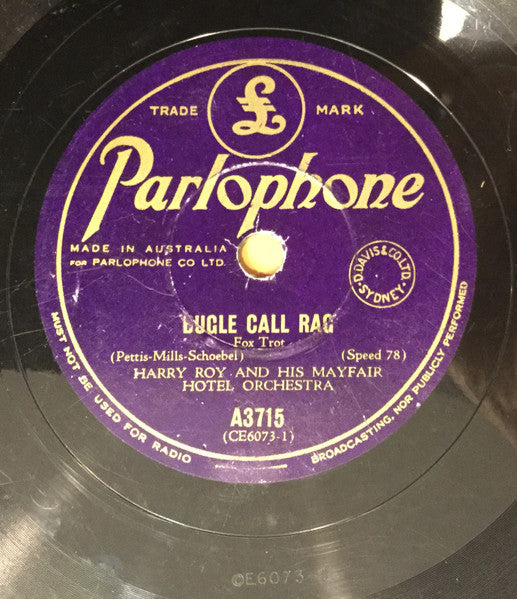 TRADE MARK
£
Parlophone
MADE IN AUSTRALIA
FOR PARLOPHONE CO LTD.
D. DAVIS & CO. LTD.
SYDNEY
BUGLE CALL RAG
Fox Trot
(Pettis-Mills-Schoebel) (Speed 78)
HARRY ROY AND HIS MAYFAIR
HOTEL ORCHESTRA
A3715
(CE6073-1)
MUST NOT BE USED FOR RADIO BROADCASTING, NOR PUBLICLY PERFORMED
CE6073